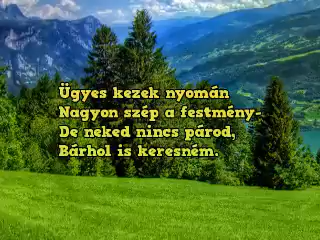 Ügyes kezek nyomán
Nagyon szép a festmény-
De neked nincs párod,
Bárhol is keresném.